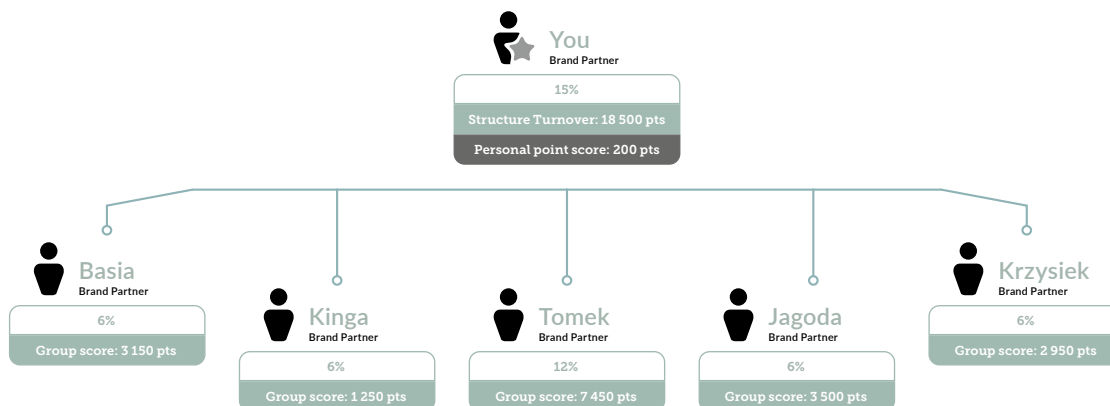 You
Brand Partner
15%
Structure Turnover: 18 500 pts
Personal point score: 200 pts
Basia
Brand Partner
6%
Group score: 3 150 pts
Kinga
Brand Partner
6%
Group score: 1 250 pts
Tomek
Brand Partner
12%
Group score: 7 450 pts
Jagoda
Brand Partner
6%
Group score: 3 500 pts
Krzysiek
Brand Partner
6%
Group score: 2 950 pts